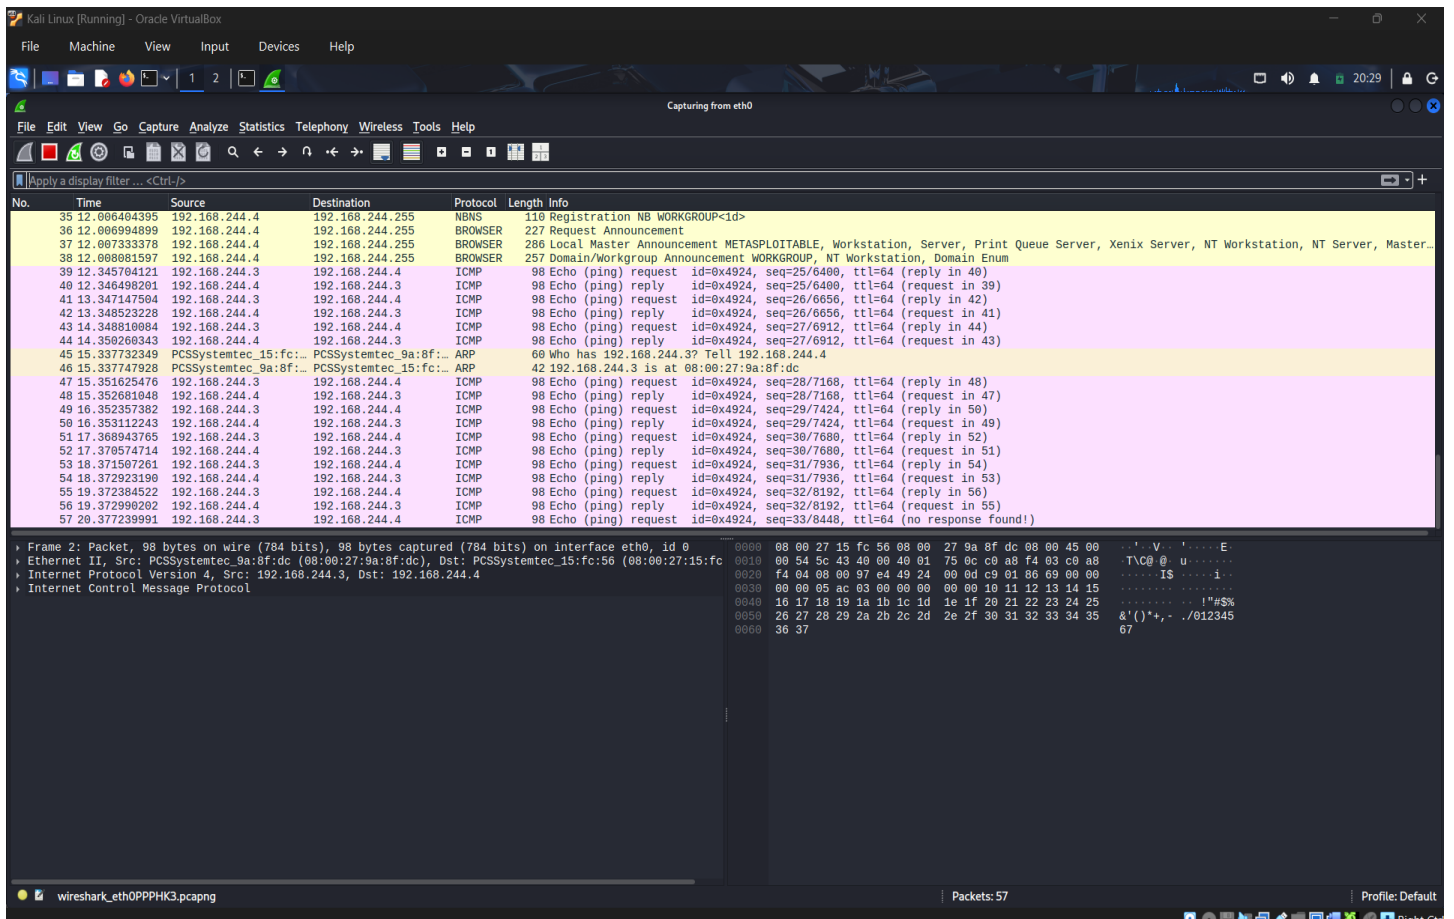 Kali Linux [Running] - Oracle VirtualBox
File Machine View Input Devices Help
1 2 20:29
Capturing from eth0
File Edit View Go Capture Analyze Statistics Telephony Wireless Tools Help
Apply a display filter ... <Ctrl-/>
No. Time Source Destination Protocol Length Info
35 12.006404395 192.168.244.4 192.168.244.255 NBNS 110 Registration NB WORKGROUP<1d>
36 12.006994899 192.168.244.4 192.168.244.255 BROWSER 227 Request Announcement
37 12.007333378 192.168.244.4 192.168.244.255 BROWSER 286 Local Master Announcement METASPLOITABLE, Workstation, Server, Print Queue Server, Xenix Server, NT Workstation, NT Server, Master…
38 12.008081597 192.168.244.4 192.168.244.255 BROWSER 257 Domain/Workgroup Announcement WORKGROUP, NT Workstation, Domain Enum
39 12.345704121 192.168.244.3 192.168.244.4 ICMP 98 Echo (ping) request id=0x4924, seq=25/6400, ttl=64 (reply in 40)
40 12.346498201 192.168.244.4 192.168.244.3 ICMP 98 Echo (ping) reply id=0x4924, seq=25/6400, ttl=64 (request in 39)
41 13.347147504 192.168.244.3 192.168.244.4 ICMP 98 Echo (ping) request id=0x4924, seq=26/6656, ttl=64 (reply in 42)
42 13.348523228 192.168.244.4 192.168.244.3 ICMP 98 Echo (ping) reply id=0x4924, seq=26/6656, ttl=64 (request in 41)
43 14.348810084 192.168.244.3 192.168.244.4 ICMP 98 Echo (ping) request id=0x4924, seq=27/6912, ttl=64 (reply in 44)
44 14.350260343 192.168.244.4 192.168.244.3 ICMP 98 Echo (ping) reply id=0x4924, seq=27/6912, ttl=64 (request in 43)
45 15.337732349 PCSSystemtec_15:fc:… PCSSystemtec_9a:8f:… ARP 60 Who has 192.168.244.3? Tell 192.168.244.4
46 15.337747928 PCSSystemtec_9a:8f:… PCSSystemtec_15:fc:… ARP 42 192.168.244.3 is at 08:00:27:9a:8f:dc
47 15.351625476 192.168.244.3 192.168.244.4 ICMP 98 Echo (ping) request id=0x4924, seq=28/7168, ttl=64 (reply in 48)
48 15.352681048 192.168.244.4 192.168.244.3 ICMP 98 Echo (ping) reply id=0x4924, seq=28/7168, ttl=64 (request in 47)
49 16.352357382 192.168.244.3 192.168.244.4 ICMP 98 Echo (ping) request id=0x4924, seq=29/7424, ttl=64 (reply in 50)
50 16.353112243 192.168.244.4 192.168.244.3 ICMP 98 Echo (ping) reply id=0x4924, seq=29/7424, ttl=64 (request in 49)
51 17.368943765 192.168.244.3 192.168.244.4 ICMP 98 Echo (ping) request id=0x4924, seq=30/7680, ttl=64 (reply in 52)
52 17.370574714 192.168.244.4 192.168.244.3 ICMP 98 Echo (ping) reply id=0x4924, seq=30/7680, ttl=64 (request in 51)
53 18.371507261 192.168.244.3 192.168.244.4 ICMP 98 Echo (ping) request id=0x4924, seq=31/7936, ttl=64 (reply in 54)
54 18.372923190 192.168.244.4 192.168.244.3 ICMP 98 Echo (ping) reply id=0x4924, seq=31/7936, ttl=64 (request in 53)
55 19.372384522 192.168.244.3 192.168.244.4 ICMP 98 Echo (ping) request id=0x4924, seq=32/8192, ttl=64 (reply in 56)
56 19.372990202 192.168.244.4 192.168.244.3 ICMP 98 Echo (ping) reply id=0x4924, seq=32/8192, ttl=64 (request in 55)
57 20.377239991 192.168.244.3 192.168.244.4 ICMP 98 Echo (ping) request id=0x4924, seq=33/8448, ttl=64 (no response found!)
Frame 2: Packet, 98 bytes on wire (784 bits), 98 bytes captured (784 bits) on interface eth0, id 0
Ethernet II, Src: PCSSystemtec_9a:8f:dc (08:00:27:9a:8f:dc), Dst: PCSSystemtec_15:fc:56 (08:00:27:15:fc
Internet Protocol Version 4, Src: 192.168.244.3, Dst: 192.168.244.4
Internet Control Message Protocol
0000 08 00 27 15 fc 56 08 00 27 9a 8f dc 08 00 45 00 ··'··V·· '·····E·
0010 00 54 5c 43 40 00 40 01 75 0c c0 a8 f4 03 c0 a8 ·T\C@·@· u·······
0020 f4 04 08 00 97 e4 49 24 00 0d c9 01 86 69 00 00 ······I$ ·····i··
0030 00 00 05 ac 03 00 00 00 00 00 10 11 12 13 14 15 ········ ········
0040 16 17 18 19 1a 1b 1c 1d 1e 1f 20 21 22 23 24 25 ········ ·· !"#$%
0050 26 27 28 29 2a 2b 2c 2d 2e 2f 30 31 32 33 34 35 &'()*+,- ./012345
0060 36 37 67
wireshark_eth0PPPHK3.pcapng Packets: 57 Profile: Default